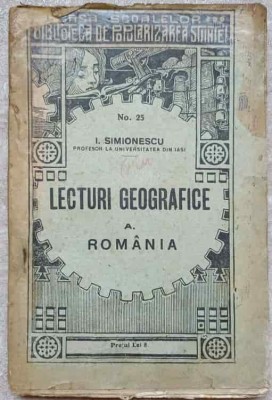 CASA ȘCOALELOR
BIBLIOTECA DE POPULARIZAREA ȘTIINȚEI
No. 25
I. SIMIONESCU
PROFESOR LA UNIVERSITATEA DIN IAȘI
LECTURI GEOGRAFICE
A.
ROMÂNIA
Prețul Lei 8